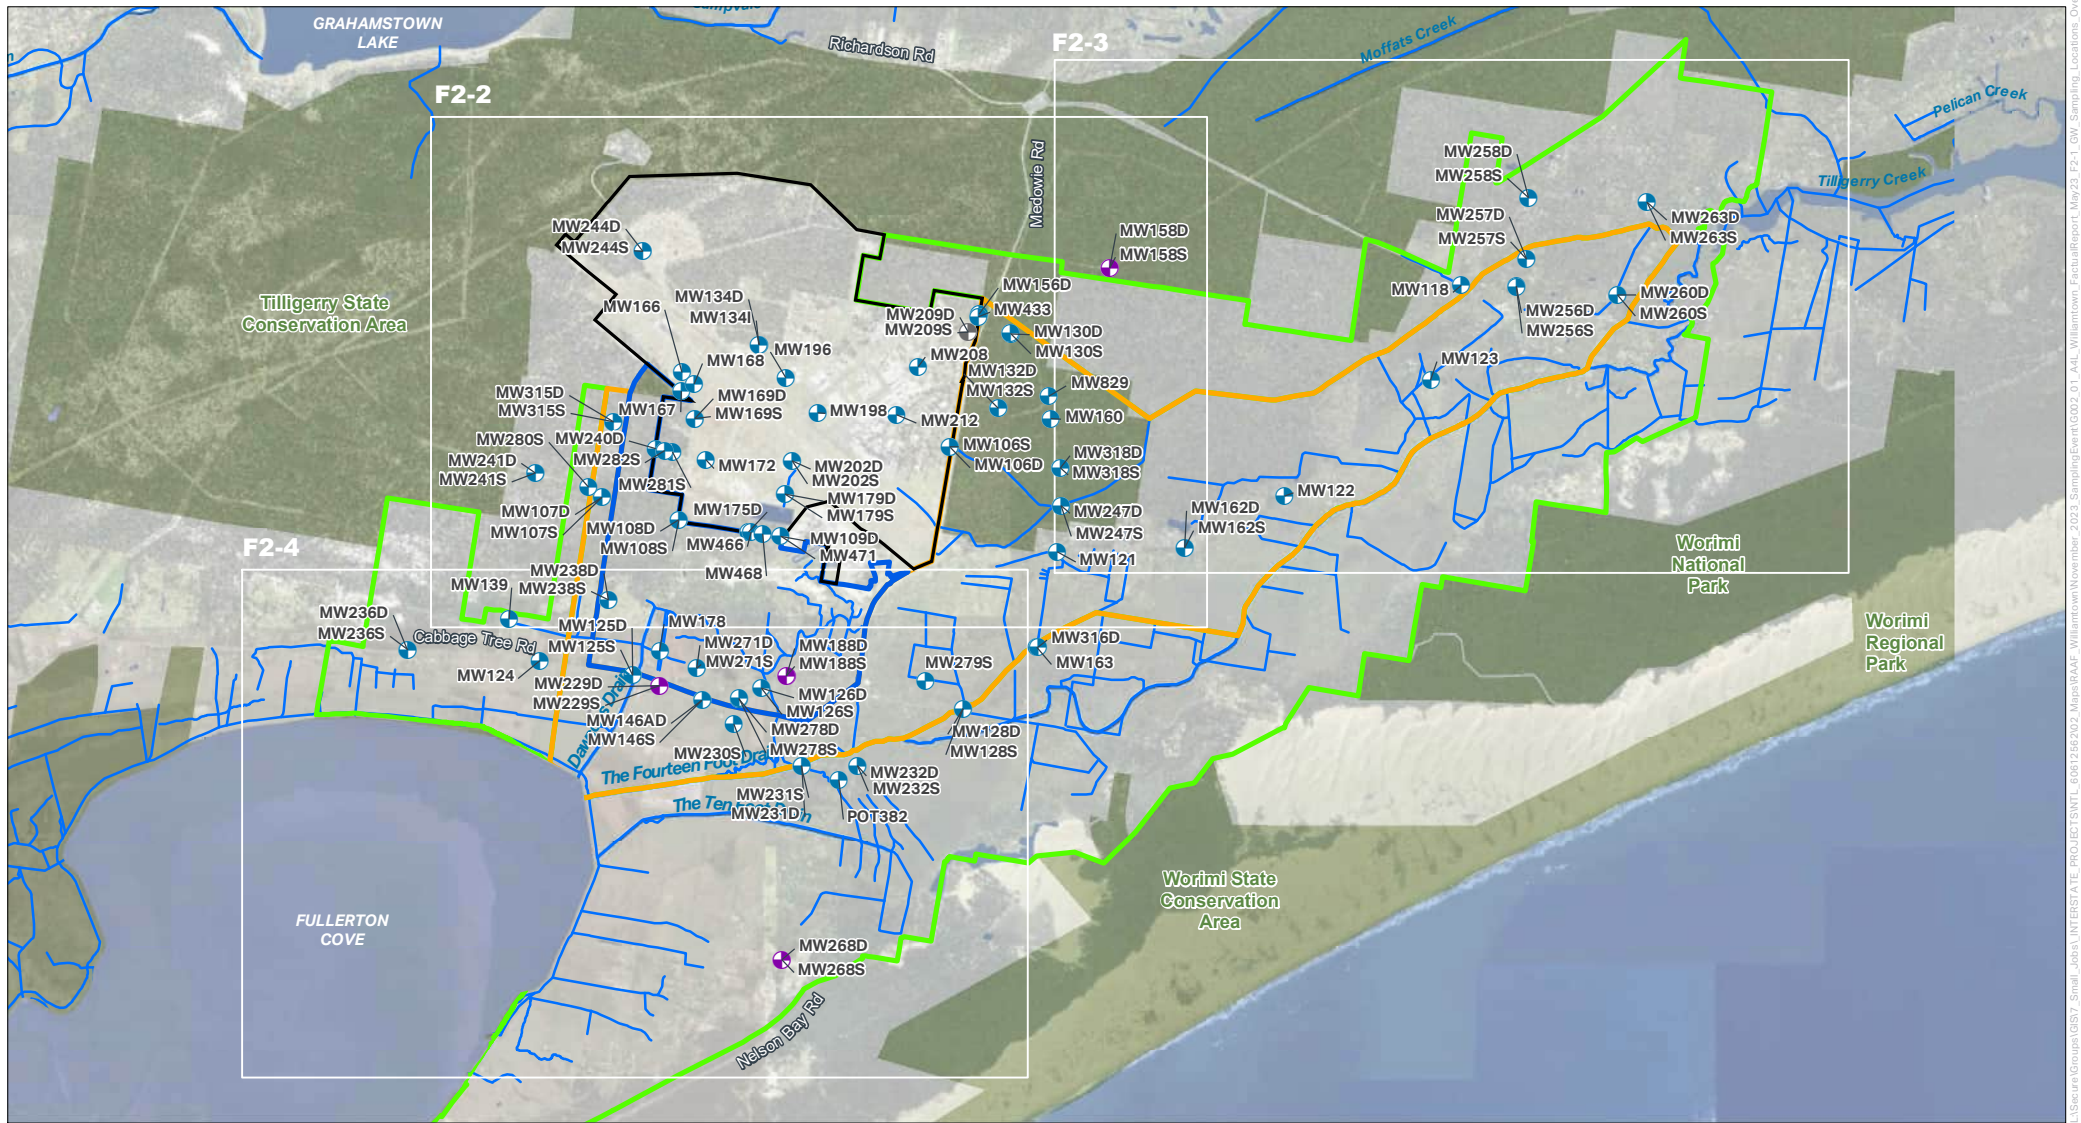 GRAHAMSTOWN
LAKE
Richardson Rd
F2-3
Moffats Creek
Pelican Creek
F2-2
Medowie Rd
MW258D
MW258S
Tilligerry Creek
MW257D
MW257S
MW263D
MW263S
MW244D
MW244S
MW158D
MW158S
Tilligerry State
Conservation Area
MW166
MW134D
MW134I
MW156D
MW209D
MW433
MW209S
MW118
MW256D
MW256S
MW260D
MW260S
MW130D
MW130S
MW168
MW196
MW208
MW123
MW132D
MW132S
MW829
MW315D
MW315S
MW167
MW169D
MW169S
MW198
MW212
MW160
MW280S
MW240D
MW282S
MW106S
MW106D
MW241D
MW241S
MW172
MW202D
MW202S
MW318D
MW318S
MW281S
MW179D
MW179S
MW122
MW107D
MW107S
MW175D
MW247D
MW247S
MW162D
MW162S
MW108D
MW108S
MW466
MW109D
MW471
MW121
Worimi
National
Park
F2-4
MW468
MW238D
MW238S
MW139
MW236D
MW236S
Cabbage Tree Rd
MW125D
MW125S
MW178
MW271D
MW271S
MW188D
MW188S
MW316D
MW163
Worimi
Regional
Park
MW124
MW279S
MW229D
MW229S
MW126D
MW126S
MW146AD
MW146S
MW278D
MW278S
MW128D
MW128S
MW230S
The Fourteen Foot Drain
MW232D
MW232S
MW231S
MW231D
POT382
Worimi State
Conservation
Area
FULLERTON
COVE
MW268D
MW268S
Nelson Bay Rd